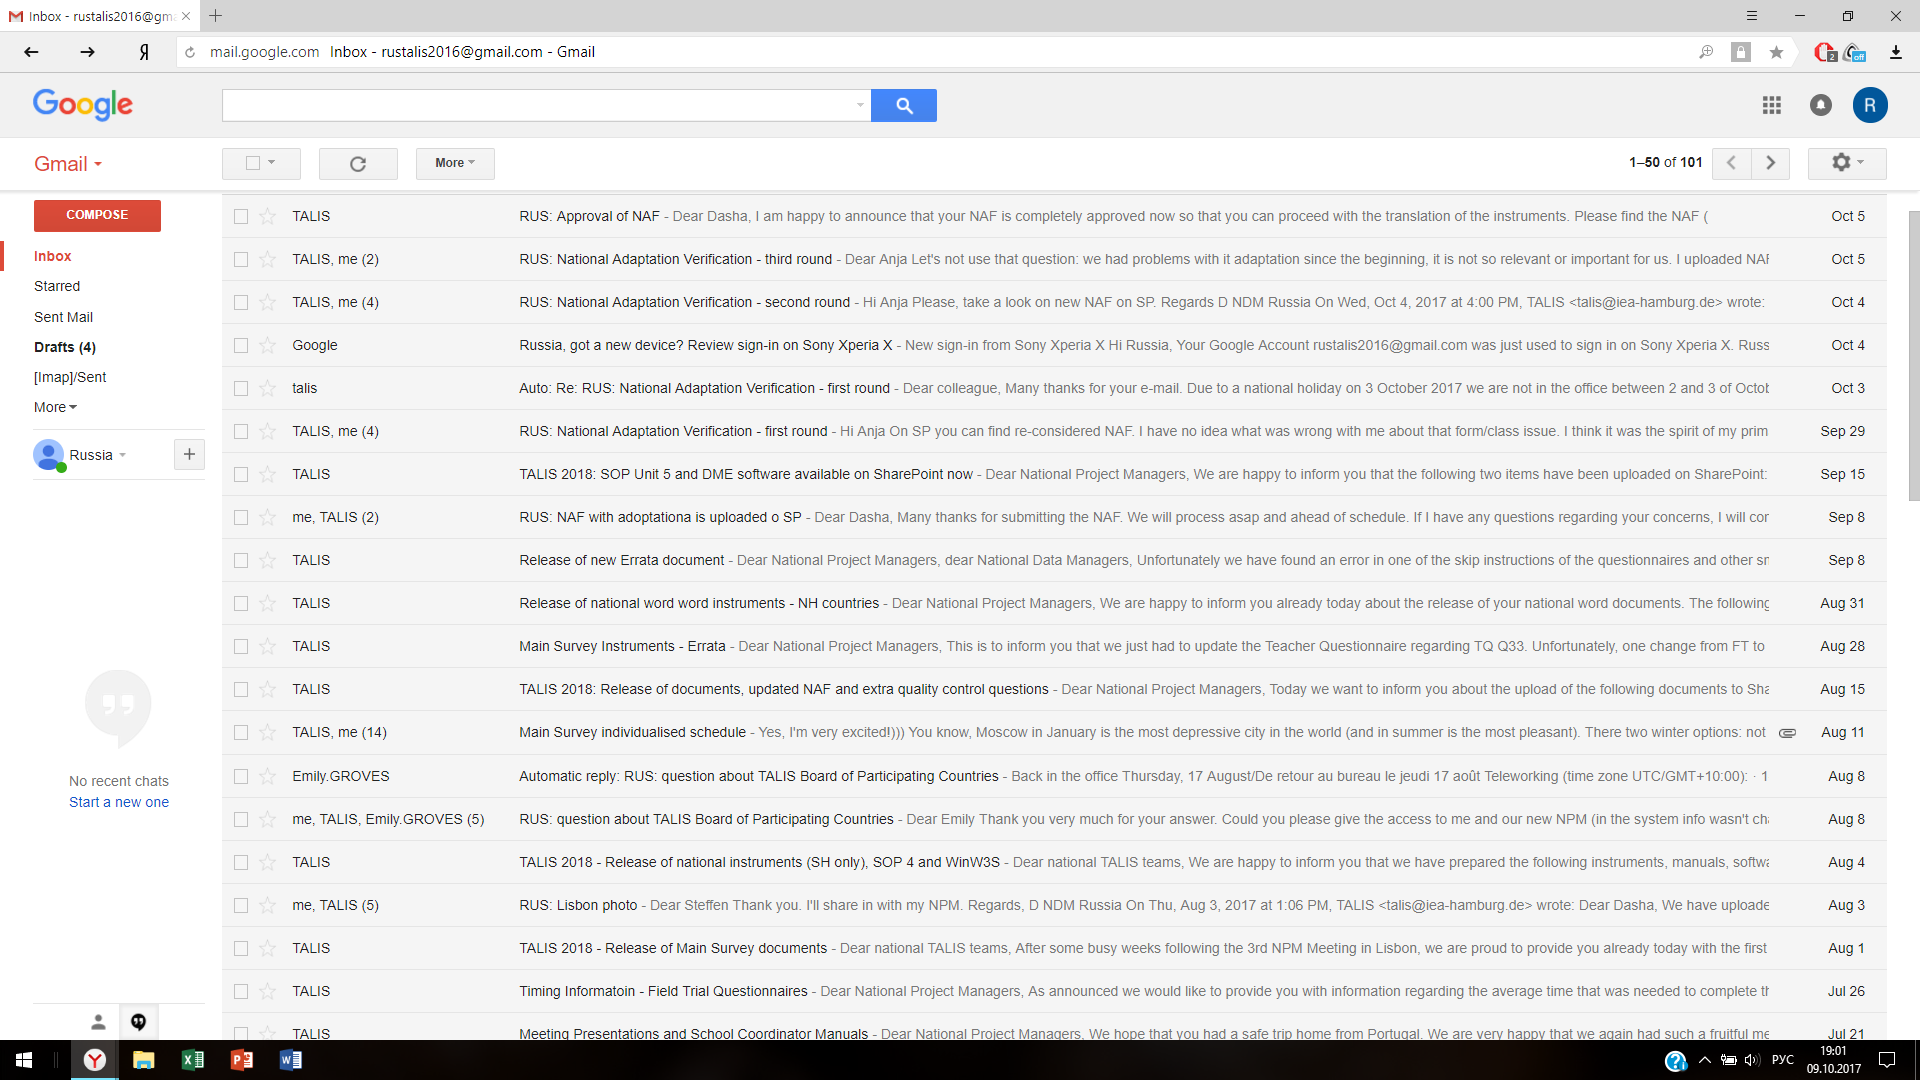 Inbox - rustalis2016@gm
mail.google.com Inbox - rustalis2016@gmail.com - Gmail
2 off
Google
R
Gmail
More
1–50 of 101
COMPOSE
Inbox
Starred
Sent Mail
Drafts (4)
[Imap]/Sent
More
Russia
No recent chats
Start a new one
TALIS RUS: Approval of NAF - Dear Dasha, I am happy to announce that your NAF is completely approved now so that you can proceed with the translation of the instruments. Please find the NAF ( Oct 5
TALIS, me (2) RUS: National Adaptation Verification - third round - Dear Anja Let's not use that question: we had problems with it adaptation since the beginning, it is not so relevant or important for us. I uploaded NAF Oct 5
TALIS, me (4) RUS: National Adaptation Verification - second round - Hi Anja Please, take a look on new NAF on SP. Regards D NDM Russia On Wed, Oct 4, 2017 at 4:00 PM, TALIS <talis@iea-hamburg.de> wrote: Oct 4
Google Russia, got a new device? Review sign-in on Sony Xperia X - New sign-in from Sony Xperia X Hi Russia, Your Google Account rustalis2016@gmail.com was just used to sign in on Sony Xperia X. Russ Oct 4
talis Auto: Re: RUS: National Adaptation Verification - first round - Dear colleague, Many thanks for your e-mail. Due to a national holiday on 3 October 2017 we are not in the office between 2 and 3 of Octob Oct 3
TALIS, me (4) RUS: National Adaptation Verification - first round - Hi Anja On SP you can find re-considered NAF. I have no idea what was wrong with me about that form/class issue. I think it was the spirit of my prim Sep 29
TALIS TALIS 2018: SOP Unit 5 and DME software available on SharePoint now - Dear National Project Managers, We are happy to inform you that the following two items have been uploaded on SharePoint: Sep 15
me, TALIS (2) RUS: NAF with adoptationa is uploaded o SP - Dear Dasha, Many thanks for submitting the NAF. We will process asap and ahead of schedule. If I have any questions regarding your concerns, I will cor Sep 8
TALIS Release of new Errata document - Dear National Project Managers, dear National Data Managers, Unfortunately we have found an error in one of the skip instructions of the questionnaires and other sn Sep 8
TALIS Release of national word word instruments - NH countries - Dear National Project Managers, We are happy to inform you already today about the release of your national word documents. The following Aug 31
TALIS Main Survey Instruments - Errata - Dear National Project Managers, This is to inform you that we just had to update the Teacher Questionnaire regarding TQ Q33. Unfortunately, one change from FT to Aug 28
TALIS TALIS 2018: Release of documents, updated NAF and extra quality control questions - Dear National Project Managers, Today we want to inform you about the upload of the following documents to Sha Aug 15
TALIS, me (14) Main Survey individualised schedule - Yes, I'm very excited!))) You know, Moscow in January is the most depressive city in the world (and in summer is the most pleasant). There two winter options: not Aug 11
Emily.GROVES Automatic reply: RUS: question about TALIS Board of Participating Countries - Back in the office Thursday, 17 August/De retour au bureau le jeudi 17 août Teleworking (time zone UTC/GMT+10:00): · 1 Aug 8
me, TALIS, Emily.GROVES (5) RUS: question about TALIS Board of Participating Countries - Dear Emily Thank you very much for your answer. Could you please give the access to me and our new NPM (in the system info wasn't cha Aug 8
TALIS TALIS 2018 - Release of national instruments (SH only), SOP 4 and WinW3S - Dear national TALIS teams, We are happy to inform you that we have prepared the following instruments, manuals, softwa Aug 4
me, TALIS (5) RUS: Lisbon photo - Dear Steffen Thank you. I'll share in with my NPM. Regards, D NDM Russia On Thu, Aug 3, 2017 at 1:06 PM, TALIS <talis@iea-hamburg.de> wrote: Dear Dasha, We have uploade Aug 3
TALIS TALIS 2018 - Release of Main Survey documents - Dear national TALIS teams, After some busy weeks following the 3rd NPM Meeting in Lisbon, we are proud to provide you already today with the first Aug 1
TALIS Timing Informatoin - Field Trial Questionnaires - Dear National Project Managers, As announced we would like to provide you with information regarding the average time that was needed to complete th Jul 26
TALIS Meeting Presentations and School Coordinator Manuals - Dear National Project Managers, We hope that you had a safe trip home from Portugal. We are very happy that we again had such a fruitful me Jul 21
РУС
19:01
09.10.2017